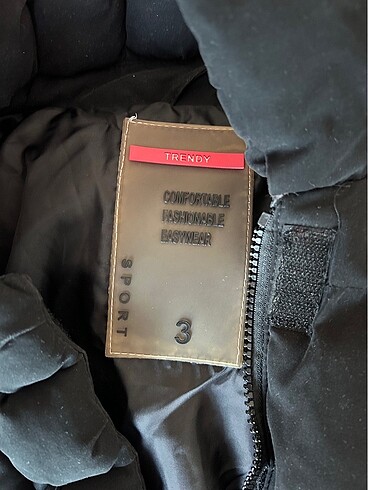 TRENDY
COMFORTABLE
FASHIONABLE
EASYWEAR
SPORT
3